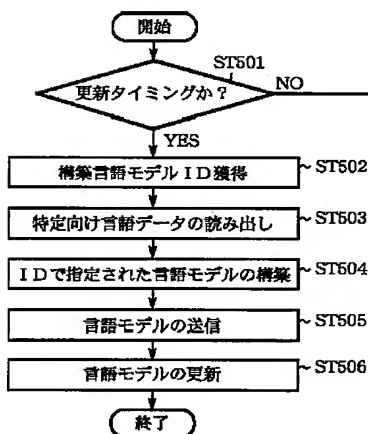 開始
ST501
更新タイミングか？
NO
YES
構築言語モデルＩＤ獲得
~ST502
特定向け言語データの読み出し
~ST503
ＩＤで指定された言語モデルの構築
~ST504
言語モデルの送信
~ST505
言語モデルの更新
~ST506
終了